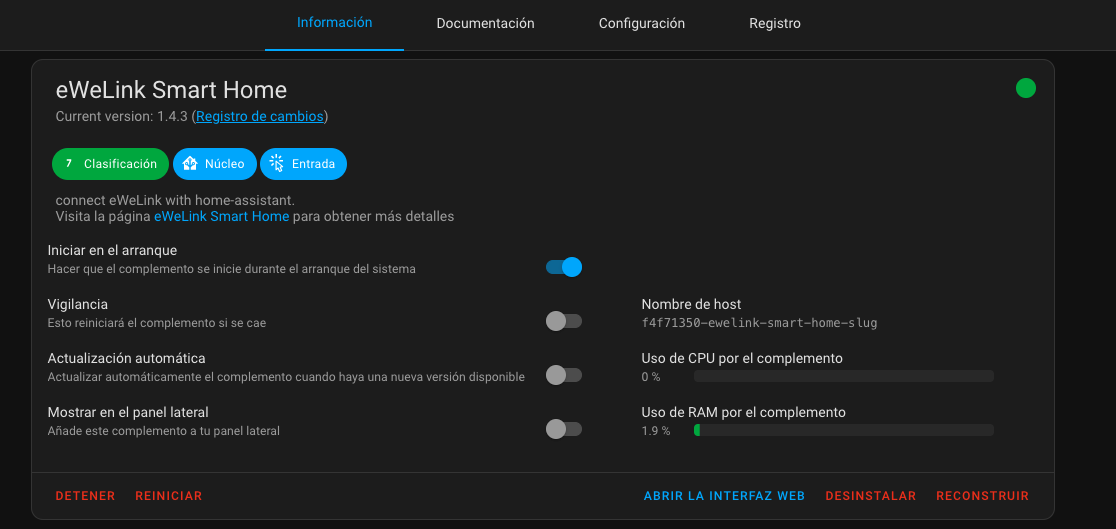 Información Documentación Configuración Registro
eWeLink Smart Home
Current version: 1.4.3 (Registro de cambios)
7 Clasificación Núcleo Entrada
connect eWeLink with home-assistant.
Visita la página eWeLink Smart Home para obtener más detalles
Iniciar en el arranque
Hacer que el complemento se inicie durante el arranque del sistema
Vigilancia
Esto reiniciará el complemento si se cae
Nombre de host
f4f71350-ewelink-smart-home-slug
Actualización automática
Actualizar automáticamente el complemento cuando haya una nueva versión disponible
Uso de CPU por el complemento
0 %
Mostrar en el panel lateral
Añade este complemento a tu panel lateral
Uso de RAM por el complemento
1.9 %
DETENER REINICIAR ABRIR LA INTERFAZ WEB DESINSTALAR RECONSTRUIR